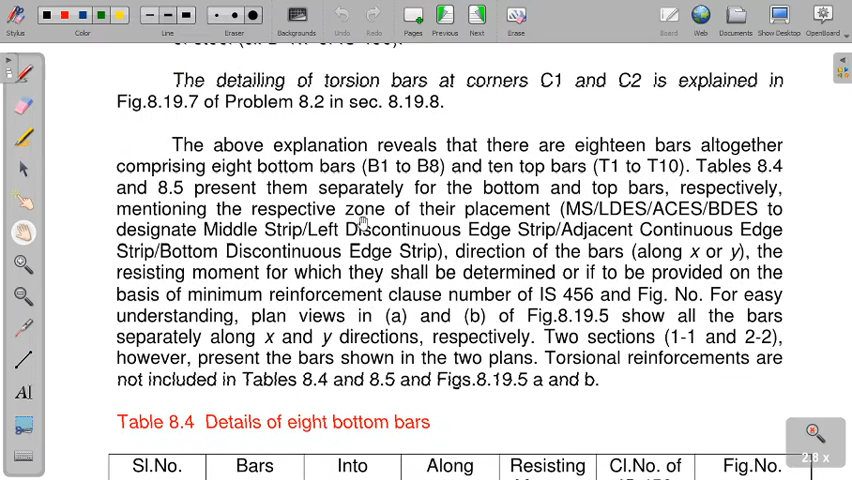 Stylus
Colors
Line
Eraser
Backgrounds
Undo
Redo
Pages
Previous
Next
Erase
Board
Web
Documents
Show Desktop
OpenBoard
The detailing of torsion bars at corners C1 and C2 is explained in
Fig.8.19.7 of Problem 8.2 in sec. 8.19.8.
The above explanation reveals that there are eighteen bars altogether
comprising eight bottom bars (B1 to B8) and ten top bars (T1 to T10). Tables 8.4
and 8.5 present them separately for the bottom and top bars, respectively,
mentioning the respective zone of their placement (MS/LDES/ACES/BDES to
designate Middle Strip/Left Discontinuous Edge Strip/Adjacent Continuous Edge
Strip/Bottom Discontinuous Edge Strip), direction of the bars (along x or y), the
resisting moment for which they shall be determined or if to be provided on the
basis of minimum reinforcement clause number of IS 456 and Fig. No. For easy
understanding, plan views in (a) and (b) of Fig.8.19.5 show all the bars
separately along x and y directions, respectively. Two sections (1-1 and 2-2),
however, present the bars shown in the two plans. Torsional reinforcements are
not included in Tables 8.4 and 8.5 and Figs.8.19.5 a and b.
Table 8.4 Details of eight bottom bars
Sl.No. Bars Into Along Resisting Cl.No. of Fig.No.
AI
2.8 x